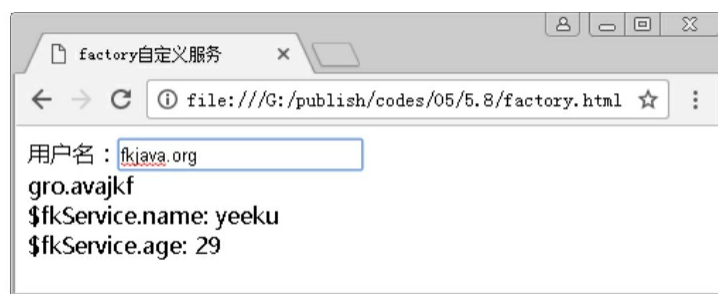 factory自定义服务
file:///G:/publish/codes/05/5.8/factory.html
用户名：fkjava.org
gro.avajkf
$fkService.name: yeeku
$fkService.age: 29